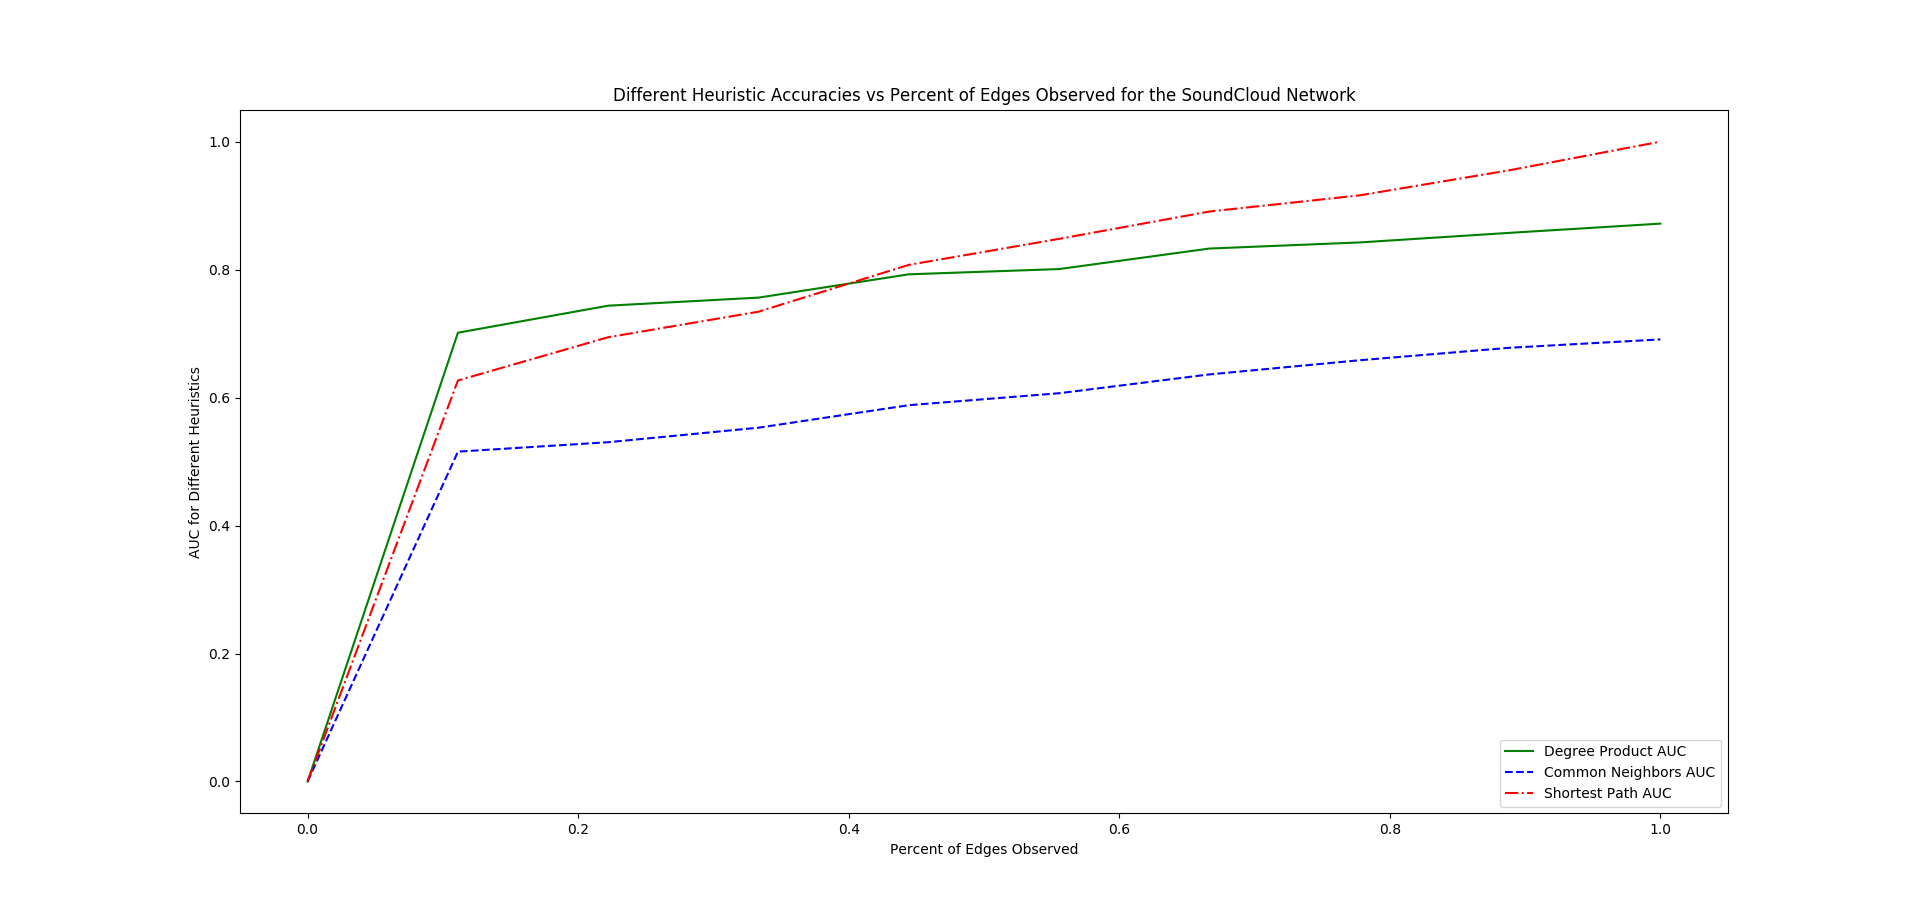 Different Heuristic Accuracies vs Percent of Edges Observed for the SoundCloud Network
AUC for Different Heuristics
1.0
0.8
0.6
0.4
0.2
0.0
0.0 0.2 0.4 0.6 0.8 1.0
Percent of Edges Observed
Degree Product AUC
Common Neighbors AUC
Shortest Path AUC